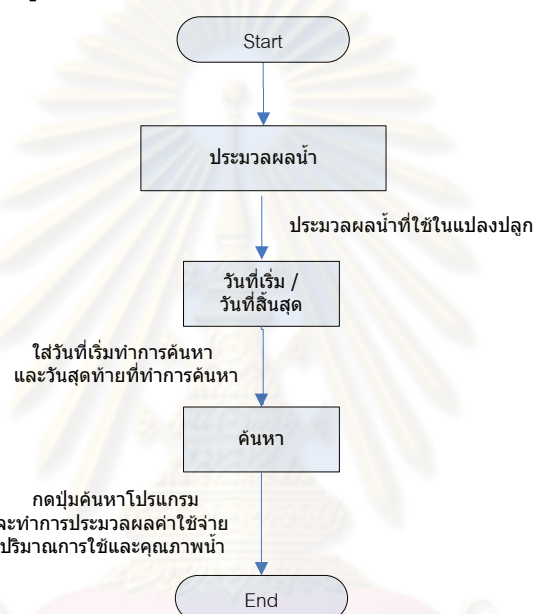 Start
ประมวลผลน้ำ
ประมวลผลน้ำที่ใช้ในแปลงปลูก
วันที่เริ่ม /
วันที่สิ้นสุด
ใส่วันที่เริ่มทำการค้นหา
และวันสุดท้ายที่ทำการค้นหา
ค้นหา
กดปุ่มค้นหาโปรแกรม
จะทำการประมวลผลค่าใช้จ่าย
ปริมาณการใช้และคุณภาพน้ำ
End